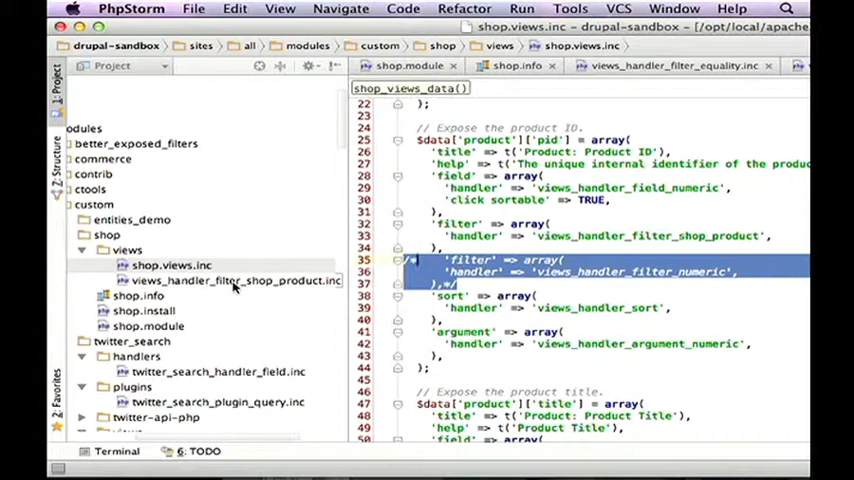 PhpStorm File Edit View Navigate Code Refactor Run Tools VCS Window Help
shop.views.inc - drupal-sandbox - [/opt/local/apache
drupal-sandbox sites all modules custom shop views shop.views.inc
1: Project
Project
shop.module shop.info views_handler_filter_equality.inc
shop_views_data()
odules
better_exposed_filters
commerce
contrib
ctools
custom
entities_demo
shop
views
shop.views.inc
views_handler_filter_shop_product.inc
shop.info
shop.install
shop.module
twitter_search
handlers
twitter_search_handler_field.inc
plugins
twitter_search_plugin_query.inc
twitter-api-php
7: Structure
2: Favorites
22 );
23
24 // Expose the product ID.
25 $data['product']['pid'] = array(
26 'title' => t('Product: Product ID'),
27 'help' => t('The unique internal identifier of the produ
28 'field' => array(
29 'handler' => 'views_handler_field_numeric',
30 'click sortable' => TRUE,
31 ),
32 'filter' => array(
33 'handler' => 'views_handler_filter_shop_product',
34 ),
35 /* 'filter' => array(
36 'handler' => 'views_handler_filter_numeric',
37 ),*/
38 'sort' => array(
39 'handler' => 'views_handler_sort',
40 ),
41 'argument' => array(
42 'handler' => 'views_handler_argument_numeric',
43 ),
44 );
45
46 // Expose the product title.
47 $data['product']['title'] = array(
48 'title' => t('Product: Product Title'),
49 'help' => t('Product Title'),
50 'field' => array(
Terminal 6: TODO